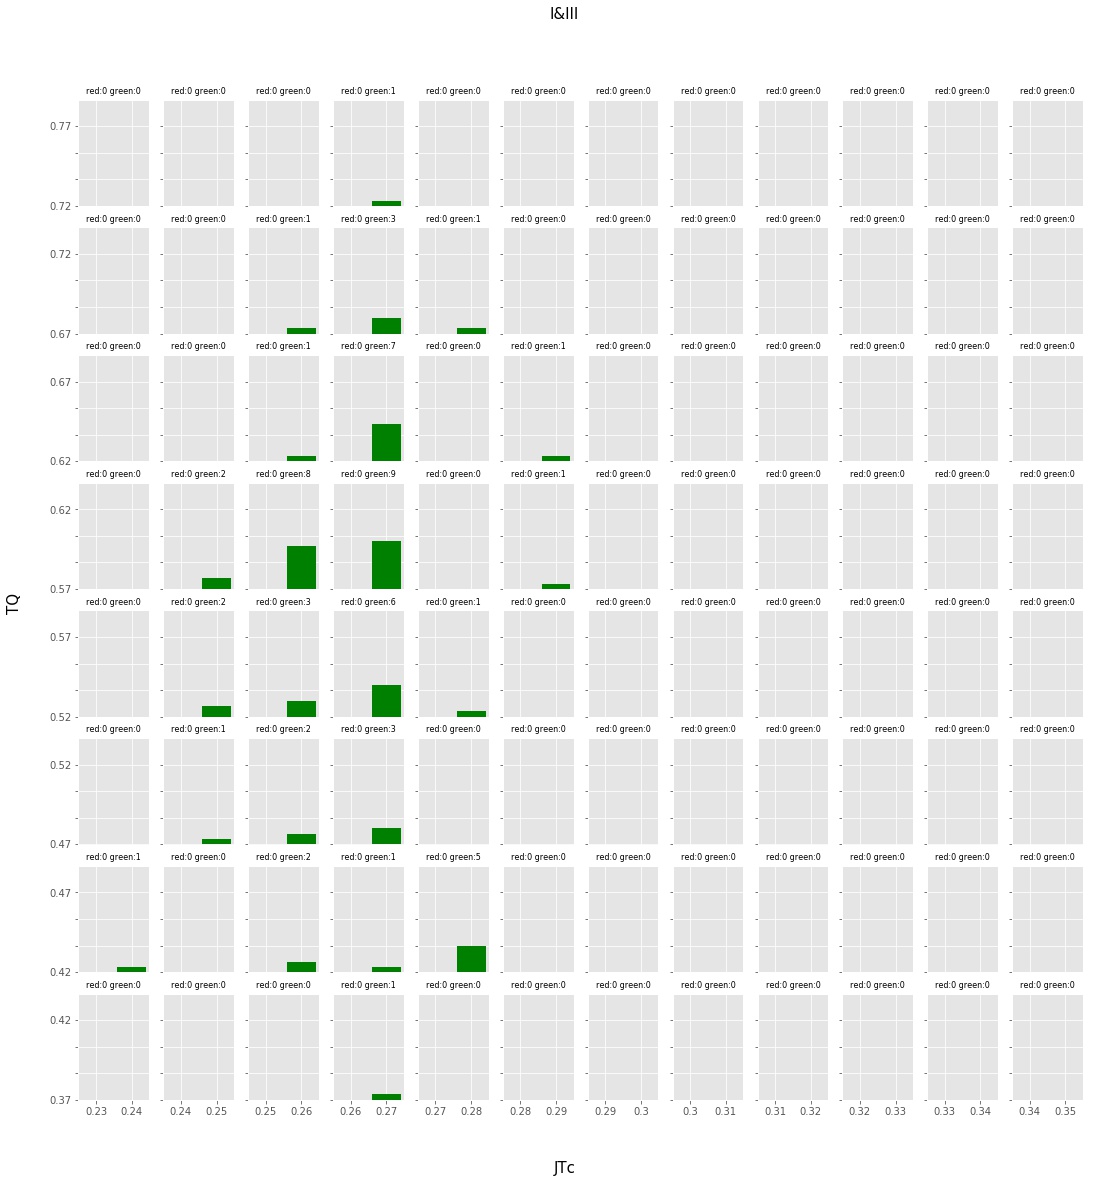 I&III
red:0 green:0 red:0 green:0 red:0 green:0 red:0 green:1 red:0 green:0 red:0 green:0 red:0 green:0 red:0 green:0 red:0 green:0 red:0 green:0 red:0 green:0 red:0 green:0
0.77
0.72
red:0 green:0 red:0 green:0 red:0 green:1 red:0 green:3 red:0 green:1 red:0 green:0 red:0 green:0 red:0 green:0 red:0 green:0 red:0 green:0 red:0 green:0 red:0 green:0
0.72
0.67
red:0 green:0 red:0 green:0 red:0 green:1 red:0 green:7 red:0 green:0 red:0 green:1 red:0 green:0 red:0 green:0 red:0 green:0 red:0 green:0 red:0 green:0 red:0 green:0
0.67
0.62
red:0 green:0 red:0 green:2 red:0 green:8 red:0 green:9 red:0 green:0 red:0 green:1 red:0 green:0 red:0 green:0 red:0 green:0 red:0 green:0 red:0 green:0 red:0 green:0
0.62
0.57
TQ
red:0 green:0 red:0 green:2 red:0 green:3 red:0 green:6 red:0 green:1 red:0 green:0 red:0 green:0 red:0 green:0 red:0 green:0 red:0 green:0 red:0 green:0 red:0 green:0
0.57
0.52
red:0 green:0 red:0 green:1 red:0 green:2 red:0 green:3 red:0 green:0 red:0 green:0 red:0 green:0 red:0 green:0 red:0 green:0 red:0 green:0 red:0 green:0 red:0 green:0
0.52
0.47
red:0 green:1 red:0 green:0 red:0 green:2 red:0 green:1 red:0 green:5 red:0 green:0 red:0 green:0 red:0 green:0 red:0 green:0 red:0 green:0 red:0 green:0 red:0 green:0
0.47
0.42
red:0 green:0 red:0 green:0 red:0 green:0 red:0 green:1 red:0 green:0 red:0 green:0 red:0 green:0 red:0 green:0 red:0 green:0 red:0 green:0 red:0 green:0 red:0 green:0
0.42
0.37
0.23 0.24 0.24 0.25 0.25 0.26 0.26 0.27 0.27 0.28 0.28 0.29 0.29 0.3 0.3 0.31 0.31 0.32 0.32 0.33 0.33 0.34 0.34 0.35
JTc